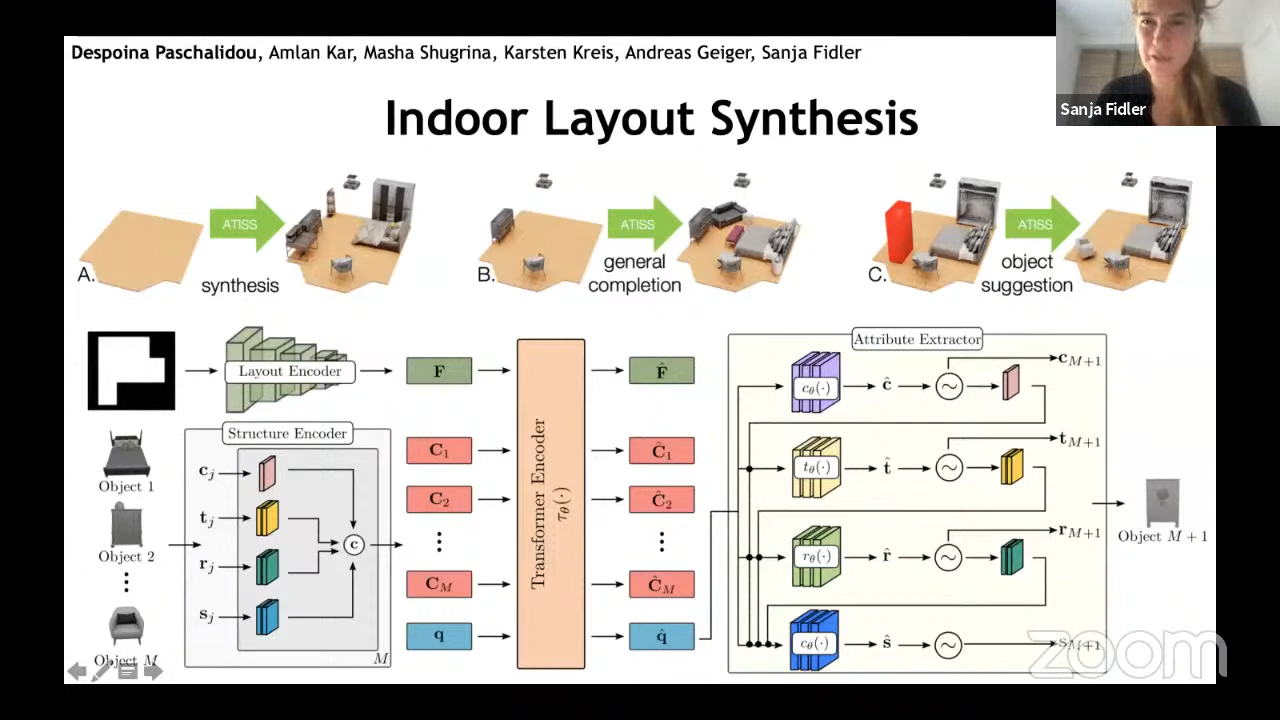 Despoina Paschalidou, Amlan Kar, Masha Shugrina, Karsten Kreis, Andreas Geiger, Sanja Fidler
Sanja Fidler
Indoor Layout Synthesis
A.
ATISS
synthesis
B.
ATISS
general
completion
C.
ATISS
object
suggestion
Layout Encoder
F
F̂
Attribute Extractor
c_θ(·)
ĉ
~
c_{M+1}
Structure Encoder
Object 1
c_j
C_1
Ĉ_1
t_θ(·)
t̂
~
t_{M+1}
Object 2
t_j
c
C_2
Ĉ_2
Transformer Encoder
τ_θ(·)
r_j
r_θ(·)
r̂
~
r_{M+1}
Object M + 1
s_j
C_M
Ĉ_M
Object M
M
q
q̂
c_θ(·)
ŝ
~
s_{M+1}
zoom